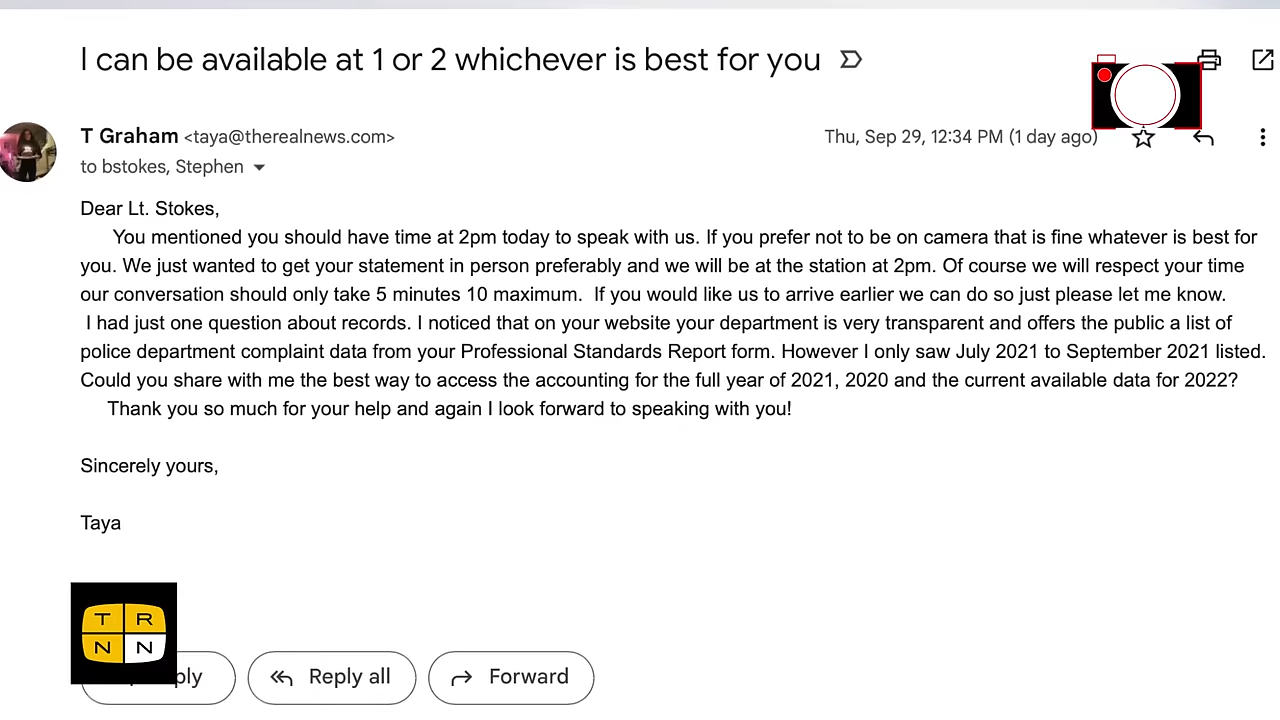 I can be available at 1 or 2 whichever is best for you
T Graham <taya@therealnews.com>
Thu, Sep 29, 12:34 PM (1 day ago)
to bstokes, Stephen
Dear Lt. Stokes,
You mentioned you should have time at 2pm today to speak with us. If you prefer not to be on camera that is fine whatever is best for
you. We just wanted to get your statement in person preferably and we will be at the station at 2pm. Of course we will respect your time
our conversation should only take 5 minutes 10 maximum.  If you would like us to arrive earlier we can do so just please let me know.
I had just one question about records. I noticed that on your website your department is very transparent and offers the public a list of
police department complaint data from your Professional Standards Report form. However I only saw July 2021 to September 2021 listed.
Could you share with me the best way to access the accounting for the full year of 2021, 2020 and the current available data for 2022?
Thank you so much for your help and again I look forward to speaking with you!
Sincerely yours,
Taya
T R
N N
ply
Reply all
Forward